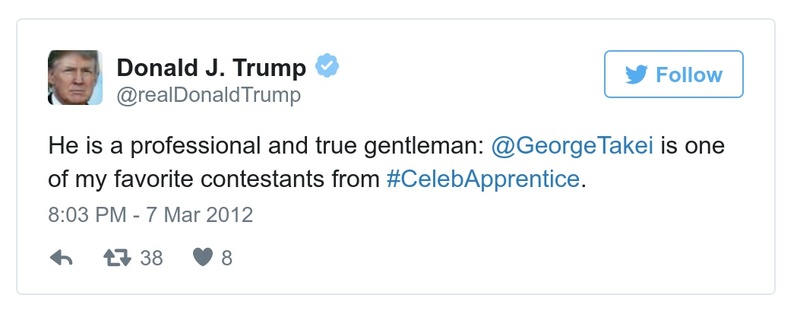 Donald J. Trump
@realDonaldTrump
Follow
He is a professional and true gentleman: @GeorgeTakei is one
of my favorite contestants from #CelebApprentice.
8:03 PM - 7 Mar 2012
38 8